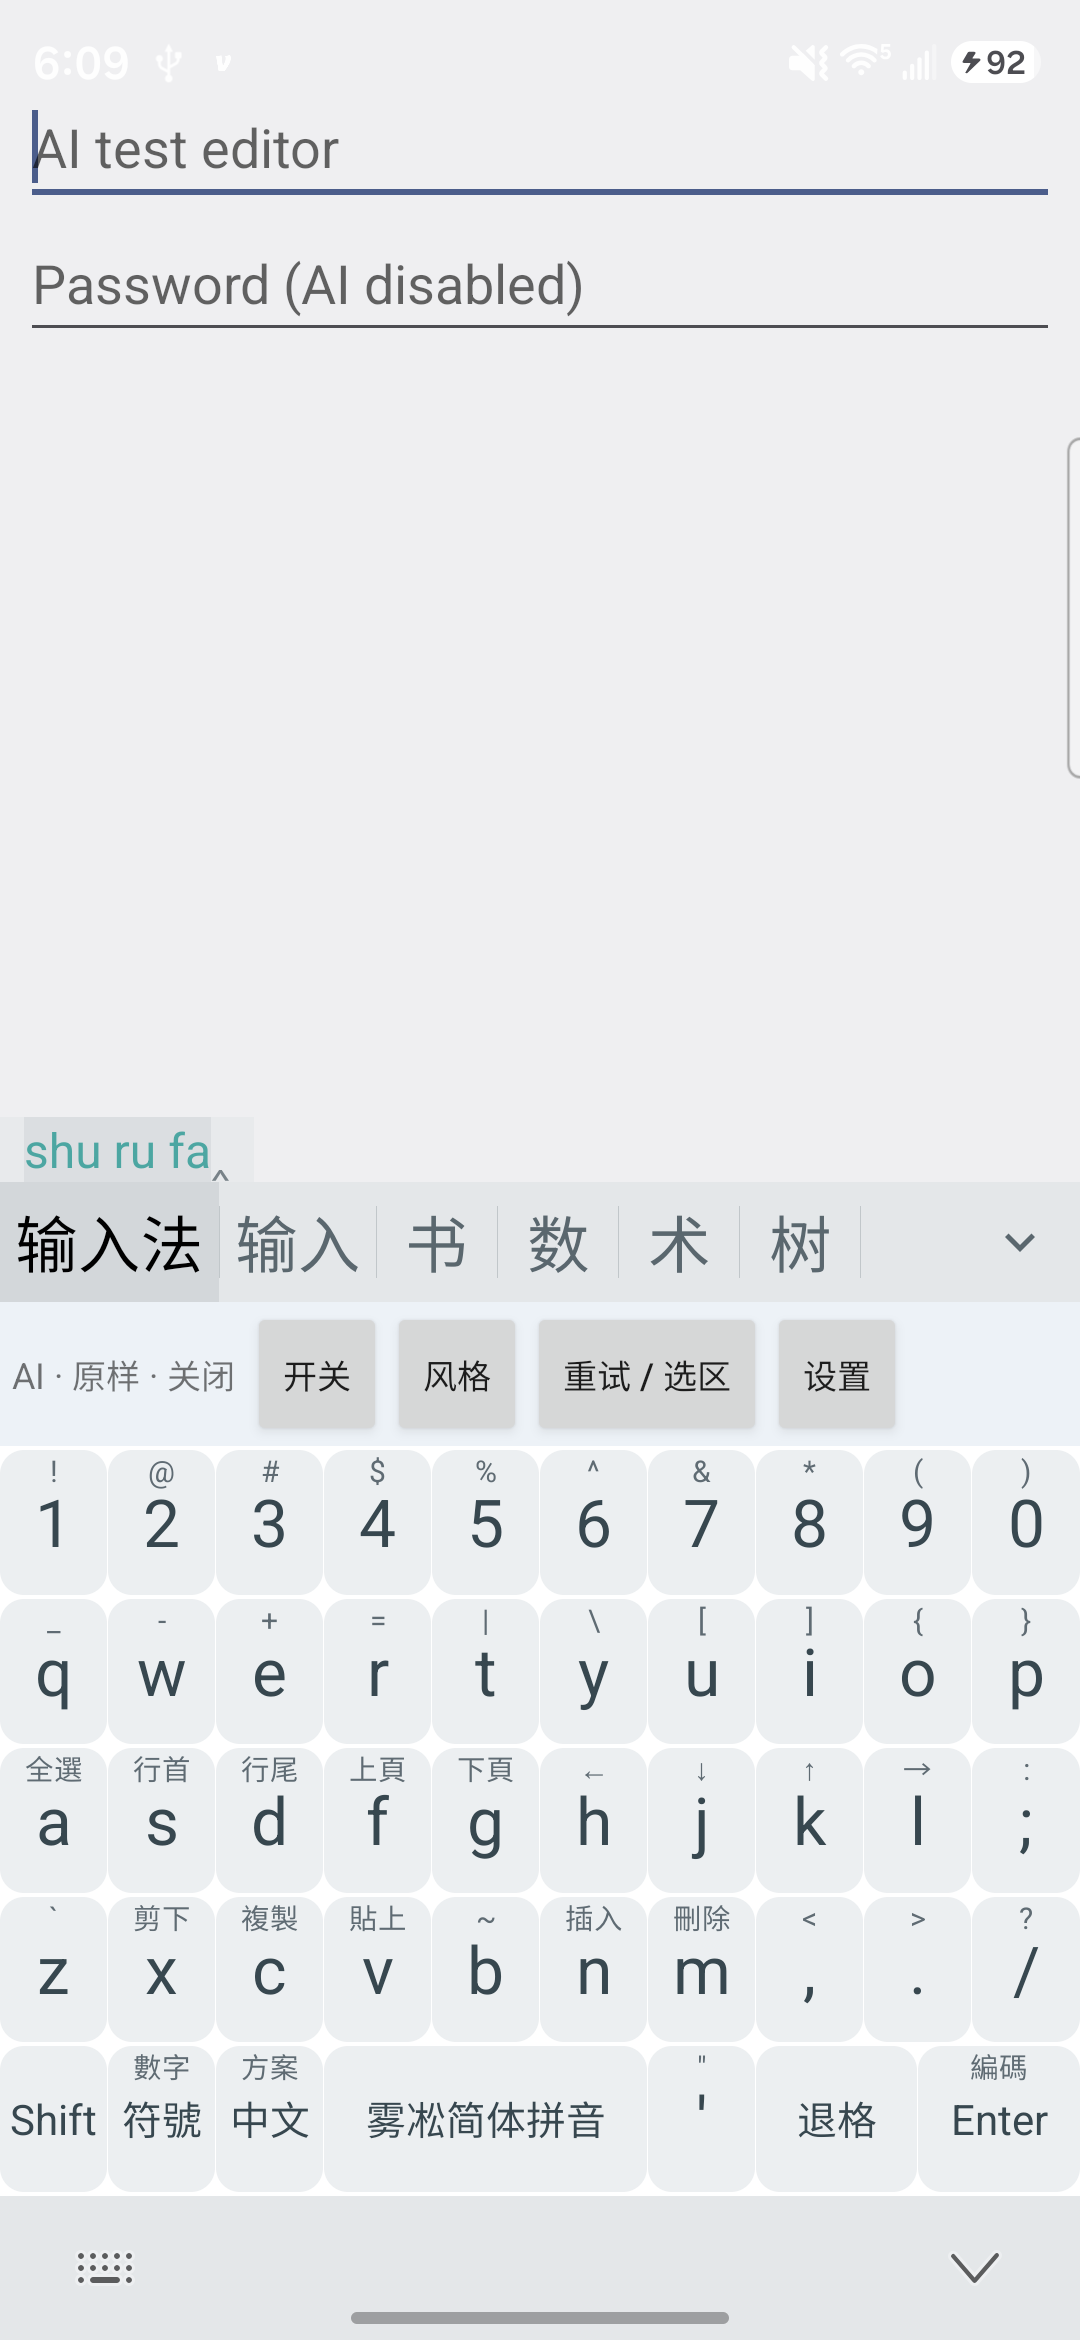 6:09 5 92
AI test editor
Password (AI disabled)
shu ru fa
输入法 输入 书 数 术 树
AI · 原样 · 关闭 开关 风格 重试 / 选区 设置
! @ # $ % ^ & * ( )
1 2 3 4 5 6 7 8 9 0
_ - + = | \ [ ] { }
q w e r t y u i o p
全選 行首 行尾 上頁 下頁 ← ↓ ↑ → :
a s d f g h j k l ;
` 剪下 複製 貼上 ~ 插入 刪除 < > ?
z x c v b n m , . /
數字 方案 " 編碼
Shift 符號 中文 雾凇简体拼音 ' 退格 Enter